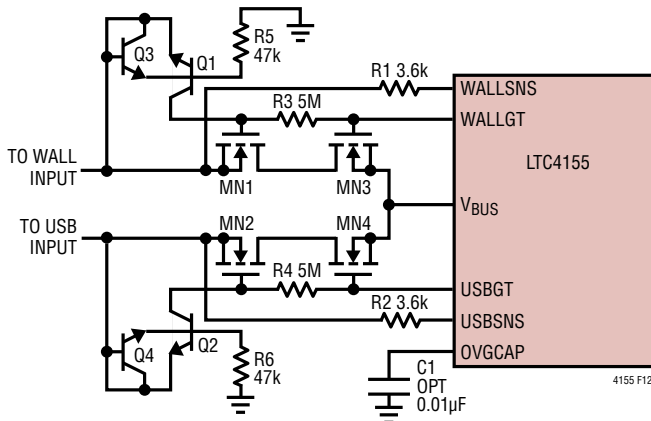 Q3
Q1
R5
47k
R1 3.6k
WALLSNS
R3 5M
WALLGT
TO WALL
INPUT
LTC4155
MN1
MN3
TO USB
INPUT
MN2
MN4
VBUS
R4 5M
USBGT
R2 3.6k
USBSNS
Q4
Q2
R6
47k
OVGCAP
C1
OPT
0.01µF
4155 F12